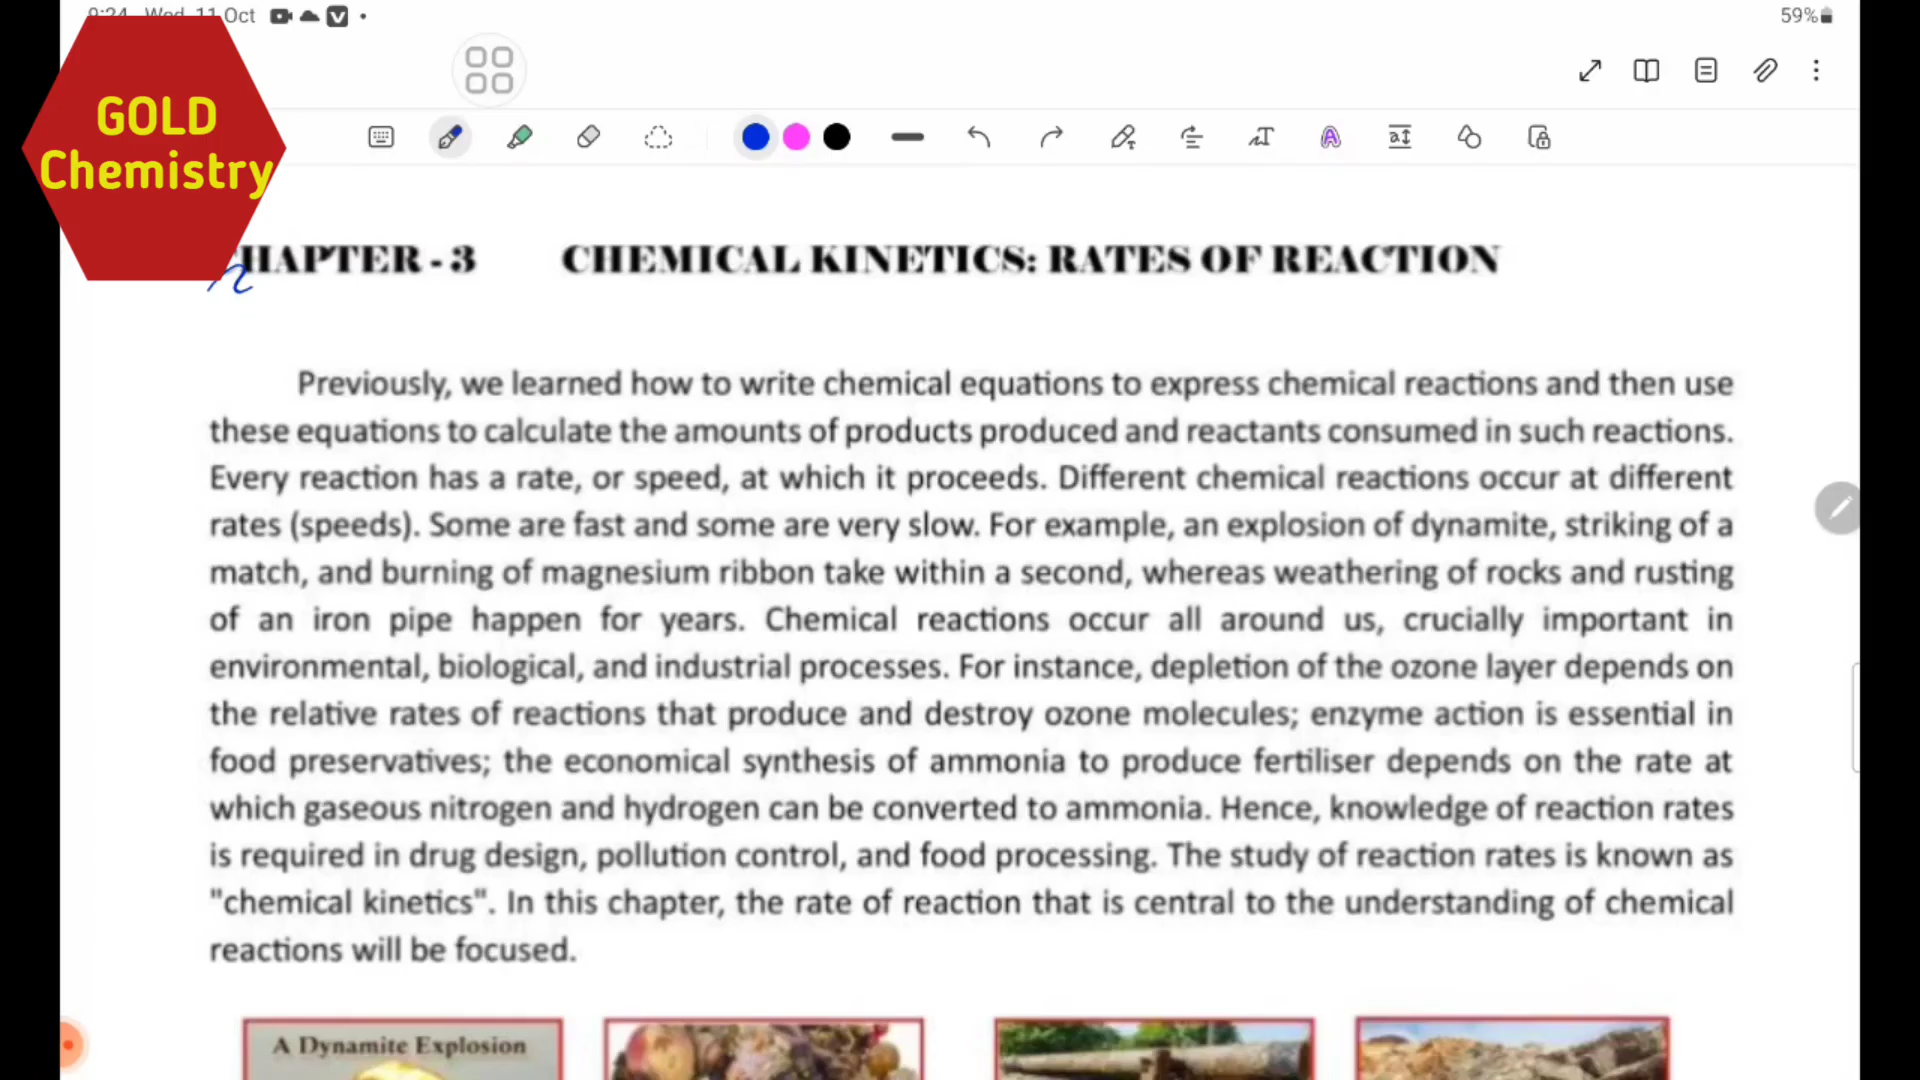 Wed, 11 Oct
59%
GOLD
Chemistry
HAPTER - 3 CHEMICAL KINETICS: RATES OF REACTION
Previously, we learned how to write chemical equations to express chemical reactions and then use
these equations to calculate the amounts of products produced and reactants consumed in such reactions.
Every reaction has a rate, or speed, at which it proceeds. Different chemical reactions occur at different
rates (speeds). Some are fast and some are very slow. For example, an explosion of dynamite, striking of a
match, and burning of magnesium ribbon take within a second, whereas weathering of rocks and rusting
of an iron pipe happen for years. Chemical reactions occur all around us, crucially important in
environmental, biological, and industrial processes. For instance, depletion of the ozone layer depends on
the relative rates of reactions that produce and destroy ozone molecules; enzyme action is essential in
food preservatives; the economical synthesis of ammonia to produce fertiliser depends on the rate at
which gaseous nitrogen and hydrogen can be converted to ammonia. Hence, knowledge of reaction rates
is required in drug design, pollution control, and food processing. The study of reaction rates is known as
"chemical kinetics". In this chapter, the rate of reaction that is central to the understanding of chemical
reactions will be focused.
A Dynamite Explosion